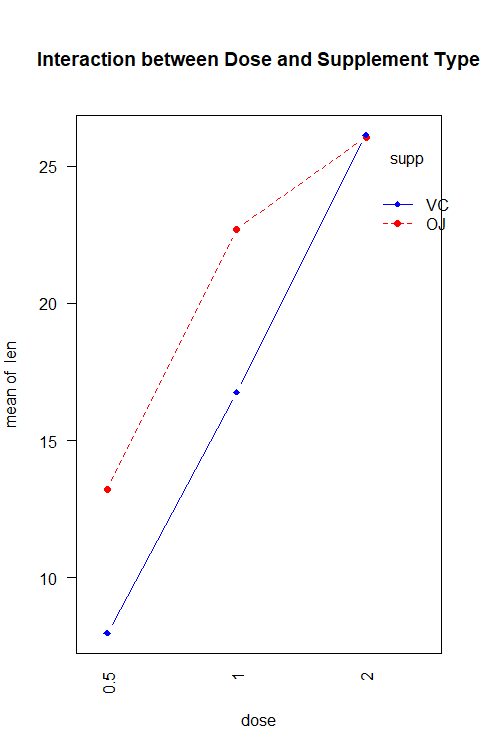 Interaction between Dose and Supplement Type
25
20
15
10
mean of len
supp
VC
OJ
0.5
1
2
dose